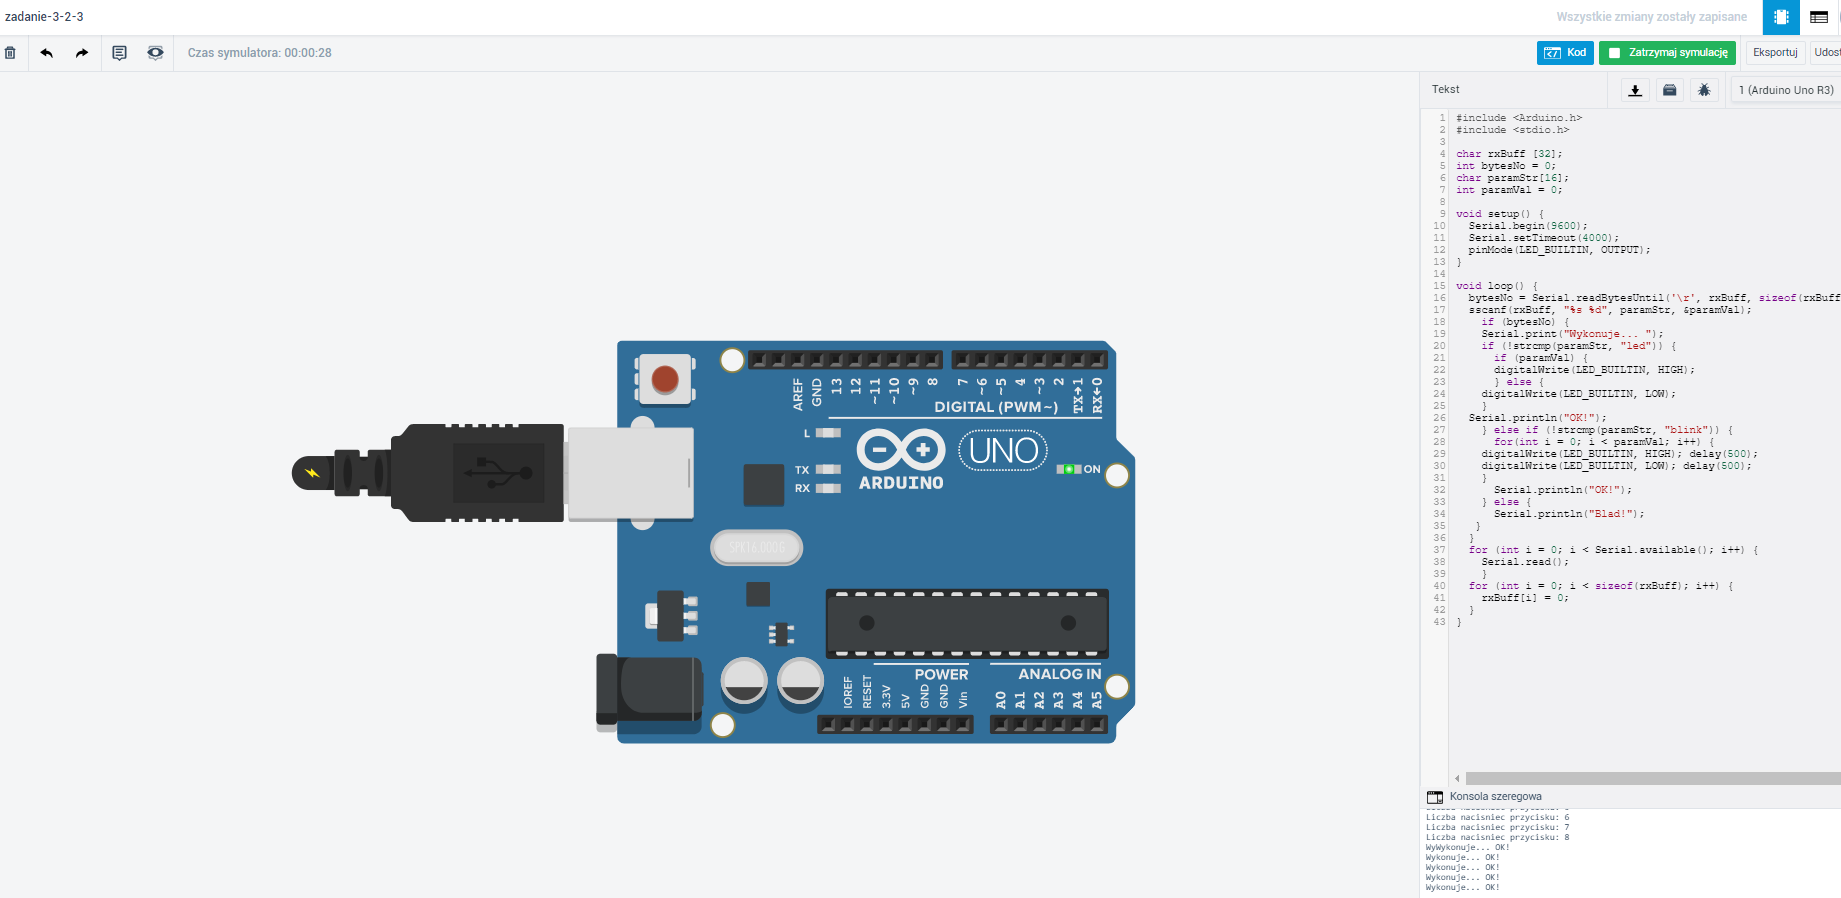 zadanie-3-2-3
Wszystkie zmiany zostały zapisane
Czas symulatora: 00:00:28
Kod
Zatrzymaj symulację
Eksportuj
Udost
Tekst
1 (Arduino Uno R3)
1 #include <Arduino.h>
2 #include <stdio.h>
3
4 char rxBuff [32];
5 int bytesNo = 0;
6 char paramStr[16];
7 int paramVal = 0;
8
9 void setup() {
10 Serial.begin(9600);
11 Serial.setTimeout(4000);
12 pinMode(LED_BUILTIN, OUTPUT);
13 }
14
15 void loop() {
16 bytesNo = Serial.readBytesUntil('\r', rxBuff, sizeof(rxBuff
17 sscanf(rxBuff, "%s %d", paramStr, &paramVal);
18 if (bytesNo) {
19 Serial.print("Wykonuje... ");
20 if (!strcmp(paramStr, "led")) {
21 if (paramVal) {
22 digitalWrite(LED_BUILTIN, HIGH);
23 } else {
24 digitalWrite(LED_BUILTIN, LOW);
25 }
26 Serial.println("OK!");
27 } else if (!strcmp(paramStr, "blink")) {
28 for(int i = 0; i < paramVal; i++) {
29 digitalWrite(LED_BUILTIN, HIGH); delay(500);
30 digitalWrite(LED_BUILTIN, LOW); delay(500);
31 }
32 Serial.println("OK!");
33 } else {
34 Serial.println("Blad!");
35 }
36 }
37 for (int i = 0; i < Serial.available(); i++) {
38 Serial.read();
39 }
40 for (int i = 0; i < sizeof(rxBuff); i++) {
41 rxBuff[i] = 0;
42 }
43 }
Konsola szeregowa
Liczba nacisniec przycisku: 6
Liczba nacisniec przycisku: 7
Liczba nacisniec przycisku: 8
WyWykonuje... OK!
Wykonuje... OK!
Wykonuje... OK!
Wykonuje... OK!
Wykonuje... OK!
AREF
GND
13
12
~11
~10
~9
8
7
~6
~5
4
~3
2
TX→1
RX←0
DIGITAL (PWM~)
L
TX
RX
UNO
ARDUINO
ON
SPK16.000G
POWER
ANALOG IN
IOREF
RESET
3.3V
5V
GND
GND
Vin
A0
A1
A2
A3
A4
A5